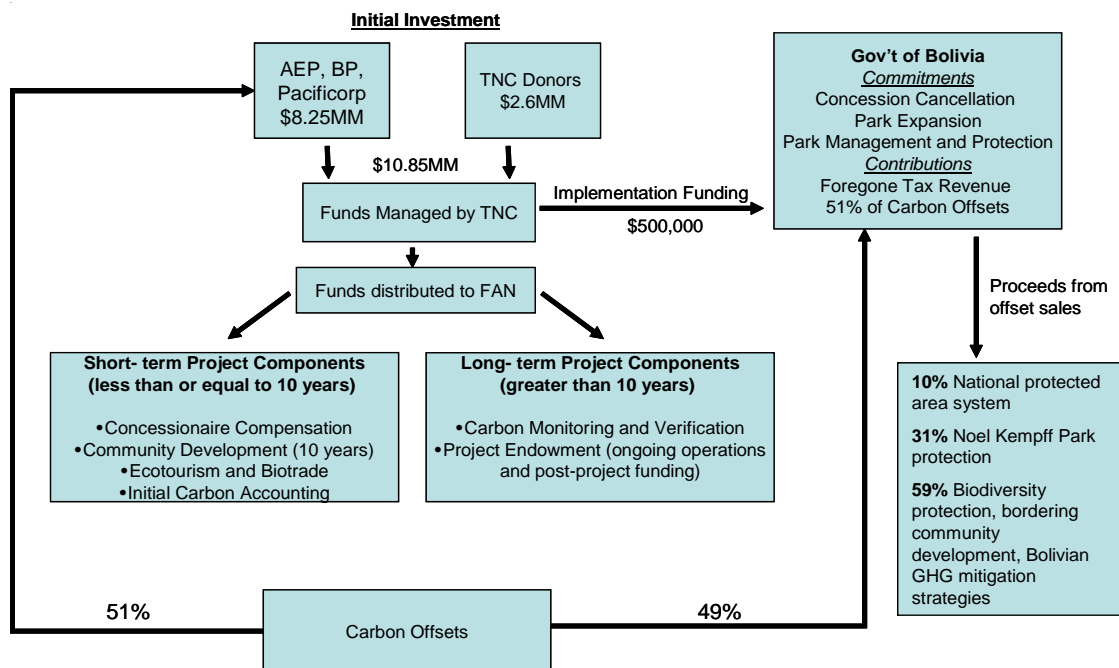 Initial Investment
AEP, BP,
Pacificorp
$8.25MM
TNC Donors
$2.6MM
Gov't of Bolivia
Commitments
Concession Cancellation
Park Expansion
Park Management and Protection
Contributions
Foregone Tax Revenue
51% of Carbon Offsets
$10.85MM
Funds Managed by TNC
Implementation Funding
$500,000
Funds distributed to FAN
Proceeds from
offset sales
Short- term Project Components
(less than or equal to 10 years)
•Concessionaire Compensation
•Community Development (10 years)
•Ecotourism and Biotrade
•Initial Carbon Accounting
Long- term Project Components
(greater than 10 years)
•Carbon Monitoring and Verification
•Project Endowment (ongoing operations
and post-project funding)
10% National protected
area system
31% Noel Kempff Park
protection
59% Biodiversity
protection, bordering
community
development, Bolivian
GHG mitigation
strategies
51%
Carbon Offsets
49%